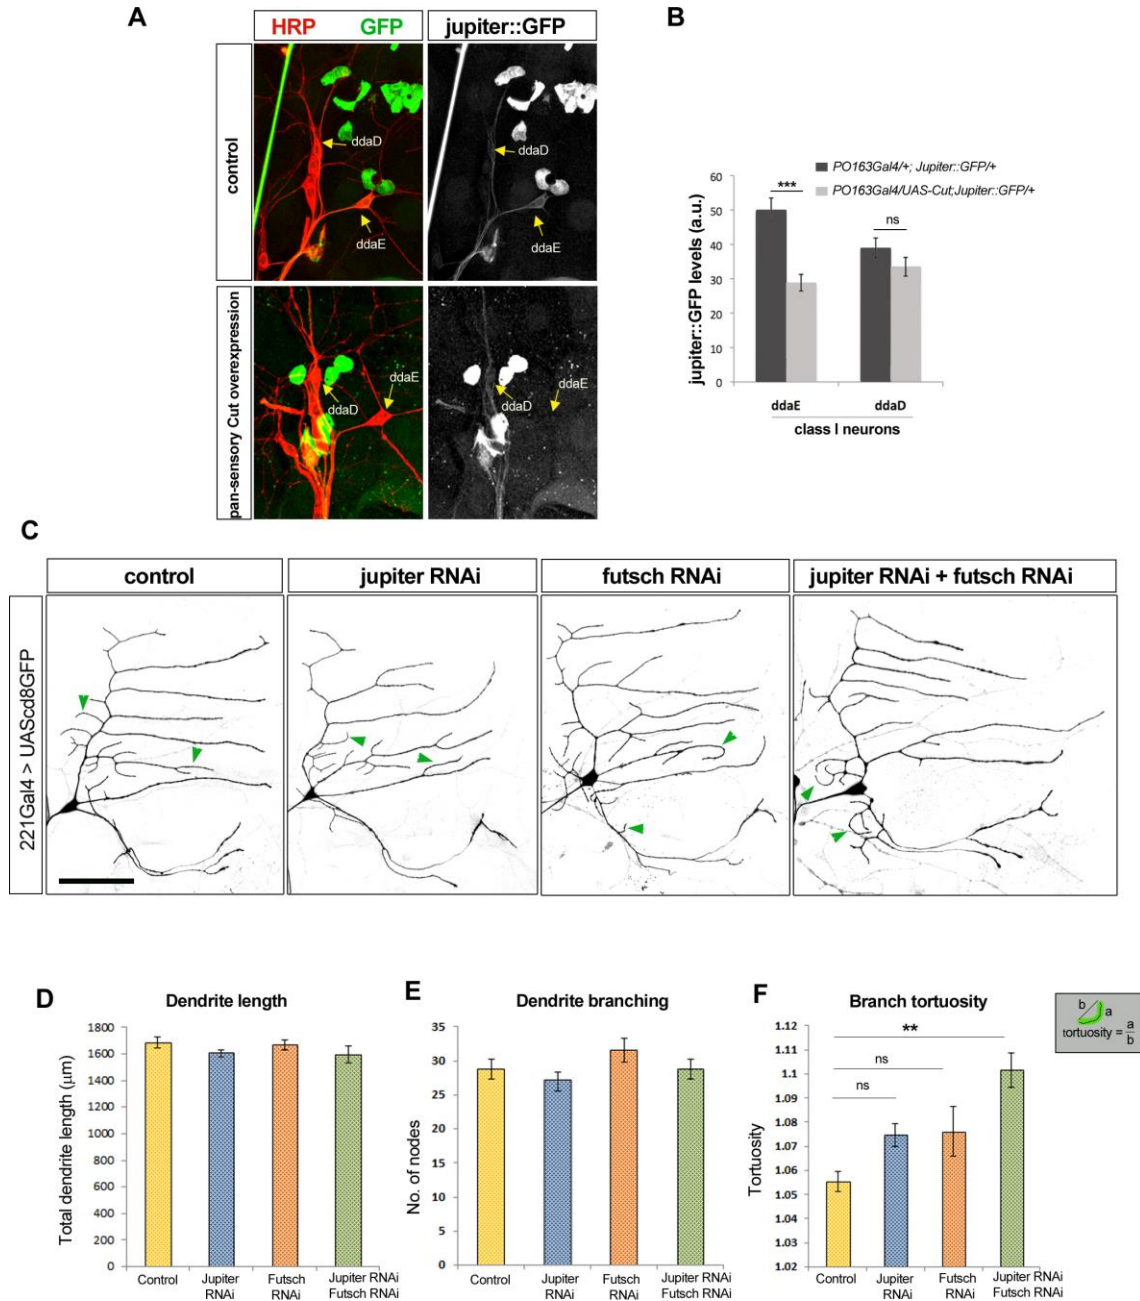 A
HRP GFP
jupiter::GFP
control
ddaD
ddaE
ddaD
ddaE
pan-sensory Cut overexpression
ddaE
ddaD
ddaE
ddaD
B
PO163Gal4/+; Jupiter::GFP/+
PO163Gal4/UAS-Cut;Jupiter::GFP/+
jupiter::GFP levels (a.u.)
60
50
40
30
20
10
0
***
ns
ddaE
ddaD
class I neurons
C
control
jupiter RNAi
futsch RNAi
jupiter RNAi + futsch RNAi
221Gal4 > UAScd8GFP
D
Dendrite length
Total dendrite length (µm)
1800
1600
1400
1200
1000
800
600
400
200
0
Control
Jupiter
RNAi
Futsch
RNAi
Jupiter RNAi
Futsch RNAi
E
Dendrite branching
No. of nodes
35
30
25
20
15
10
5
0
Control
Jupiter
RNAi
Futsch
RNAi
Jupiter RNAi
Futsch RNAi
F
Branch tortuosity
Tortuosity
1.12
1.11
1.10
1.09
1.08
1.07
1.06
1.05
1.04
1.03
1.02
**
ns
ns
Control
Jupiter
RNAi
Futsch
RNAi
Jupiter RNAi
Futsch RNAi
b
a
tortuosity = a
b